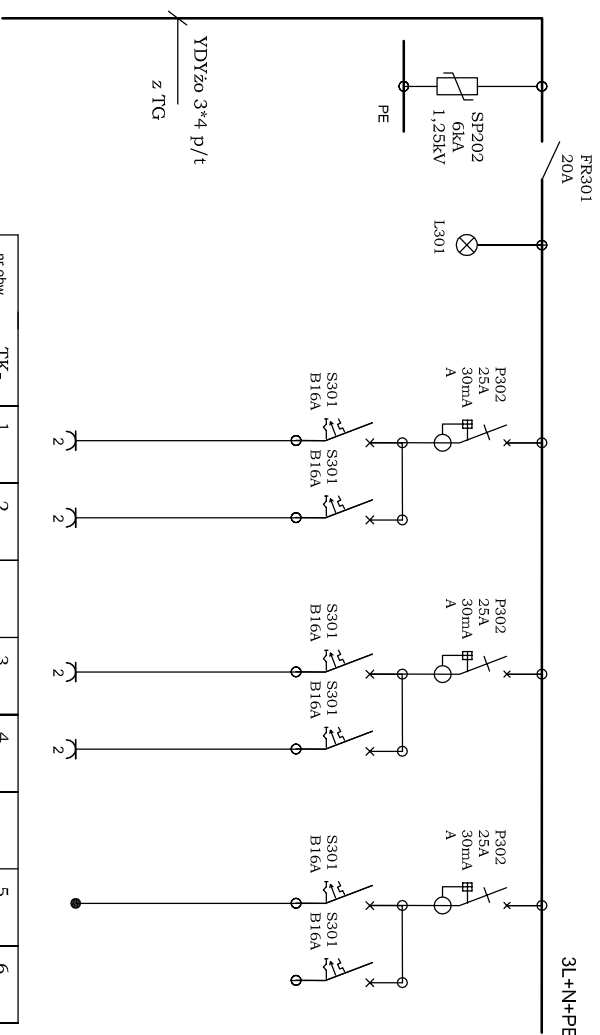 FR301
20A
3L+N+PE
SP202
6kA
1,25kV
PE
L301
YDYżo 3*4 p/t
z TG
P302
25A
30mA
A
P302
25A
30mA
A
P302
25A
30mA
A
S301
B16A
S301
B16A
S301
B16A
S301
B16A
S301
B16A
S301
B16A
2
2
2
2
nr obw.
TK-
1
2
3
4
5
6